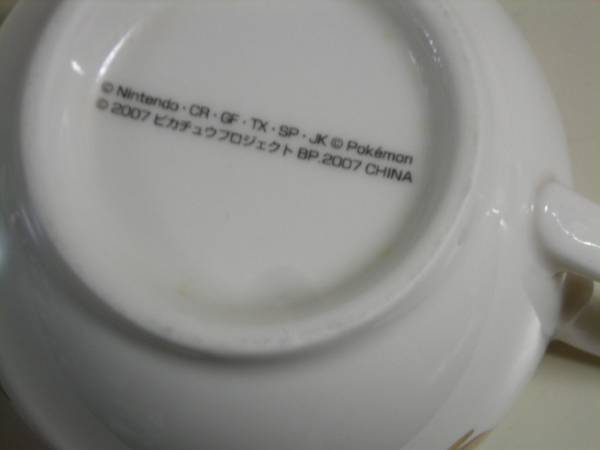 © Nintendo・CR・GF・TX・SP・JK © Pokémon
© 2007 ピカチュウプロジェクト BP.2007 CHINA